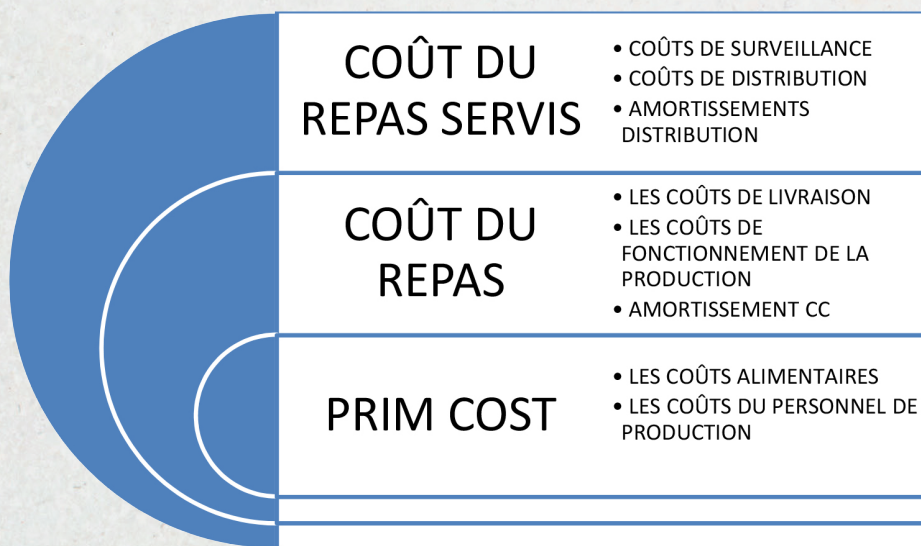 COÛT DU
REPAS SERVIS
• COÛTS DE SURVEILLANCE
• COÛTS DE DISTRIBUTION
• AMORTISSEMENTS
DISTRIBUTION
COÛT DU
REPAS
• LES COÛTS DE LIVRAISON
• LES COÛTS DE
FONCTIONNEMENT DE LA
PRODUCTION
• AMORTISSEMENT CC
PRIM COST
• LES COÛTS ALIMENTAIRES
• LES COÛTS DU PERSONNEL DE
PRODUCTION